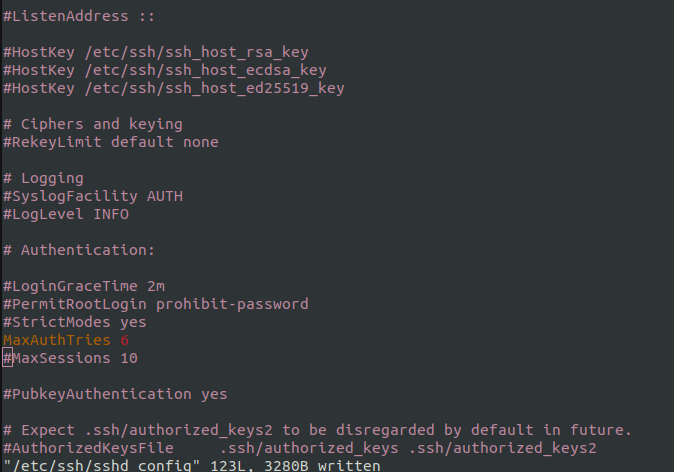 #ListenAddress ::
#HostKey /etc/ssh/ssh_host_rsa_key
#HostKey /etc/ssh/ssh_host_ecdsa_key
#HostKey /etc/ssh/ssh_host_ed25519_key
# Ciphers and keying
#RekeyLimit default none
# Logging
#SyslogFacility AUTH
#LogLevel INFO
# Authentication:
#LoginGraceTime 2m
#PermitRootLogin prohibit-password
#StrictModes yes
MaxAuthTries 6
#MaxSessions 10
#PubkeyAuthentication yes
# Expect .ssh/authorized_keys2 to be disregarded by default in future.
#AuthorizedKeysFile     .ssh/authorized_keys .ssh/authorized_keys2
"/etc/ssh/sshd_config" 123L, 3280B written